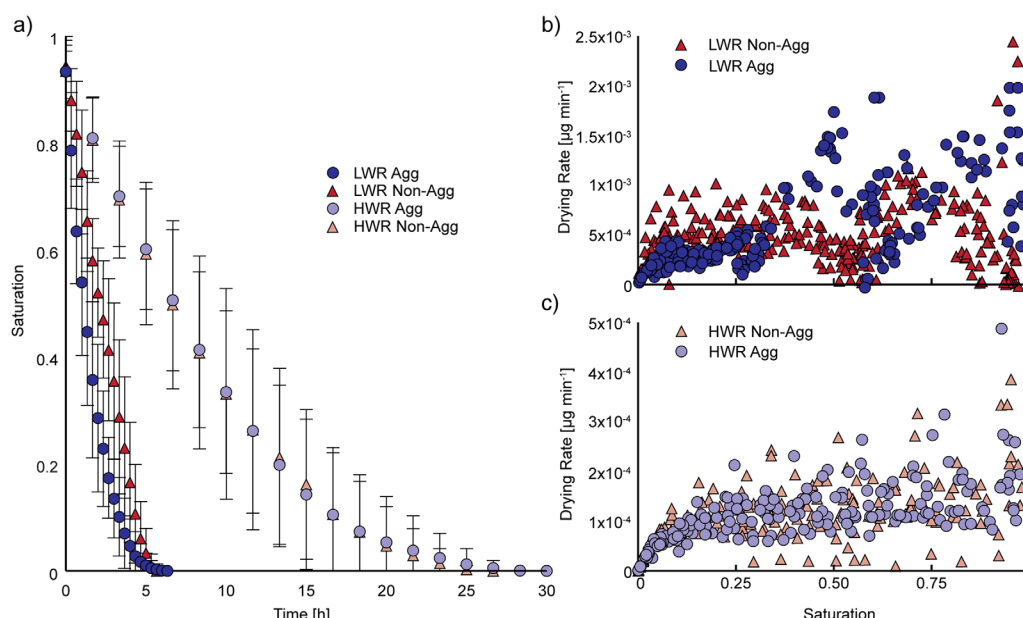 a)
1
0.8
0.6
0.4
0.2
0
Saturation
0
5
10
15
20
25
30
Time [h]
LWR Agg
LWR Non-Agg
HWR Agg
HWR Non-Agg
b)
2.5x10⁻³
2x10⁻³
1.5x10⁻³
1x10⁻³
5x10⁻⁴
0
Drying Rate [µg min⁻¹]
LWR Non-Agg
LWR Agg
c)
5x10⁻⁴
4x10⁻⁴
3x10⁻⁴
2x10⁻⁴
1x10⁻⁴
0
Drying Rate [µg min⁻¹]
HWR Non-Agg
HWR Agg
0
0.25
0.50
0.75
Saturation